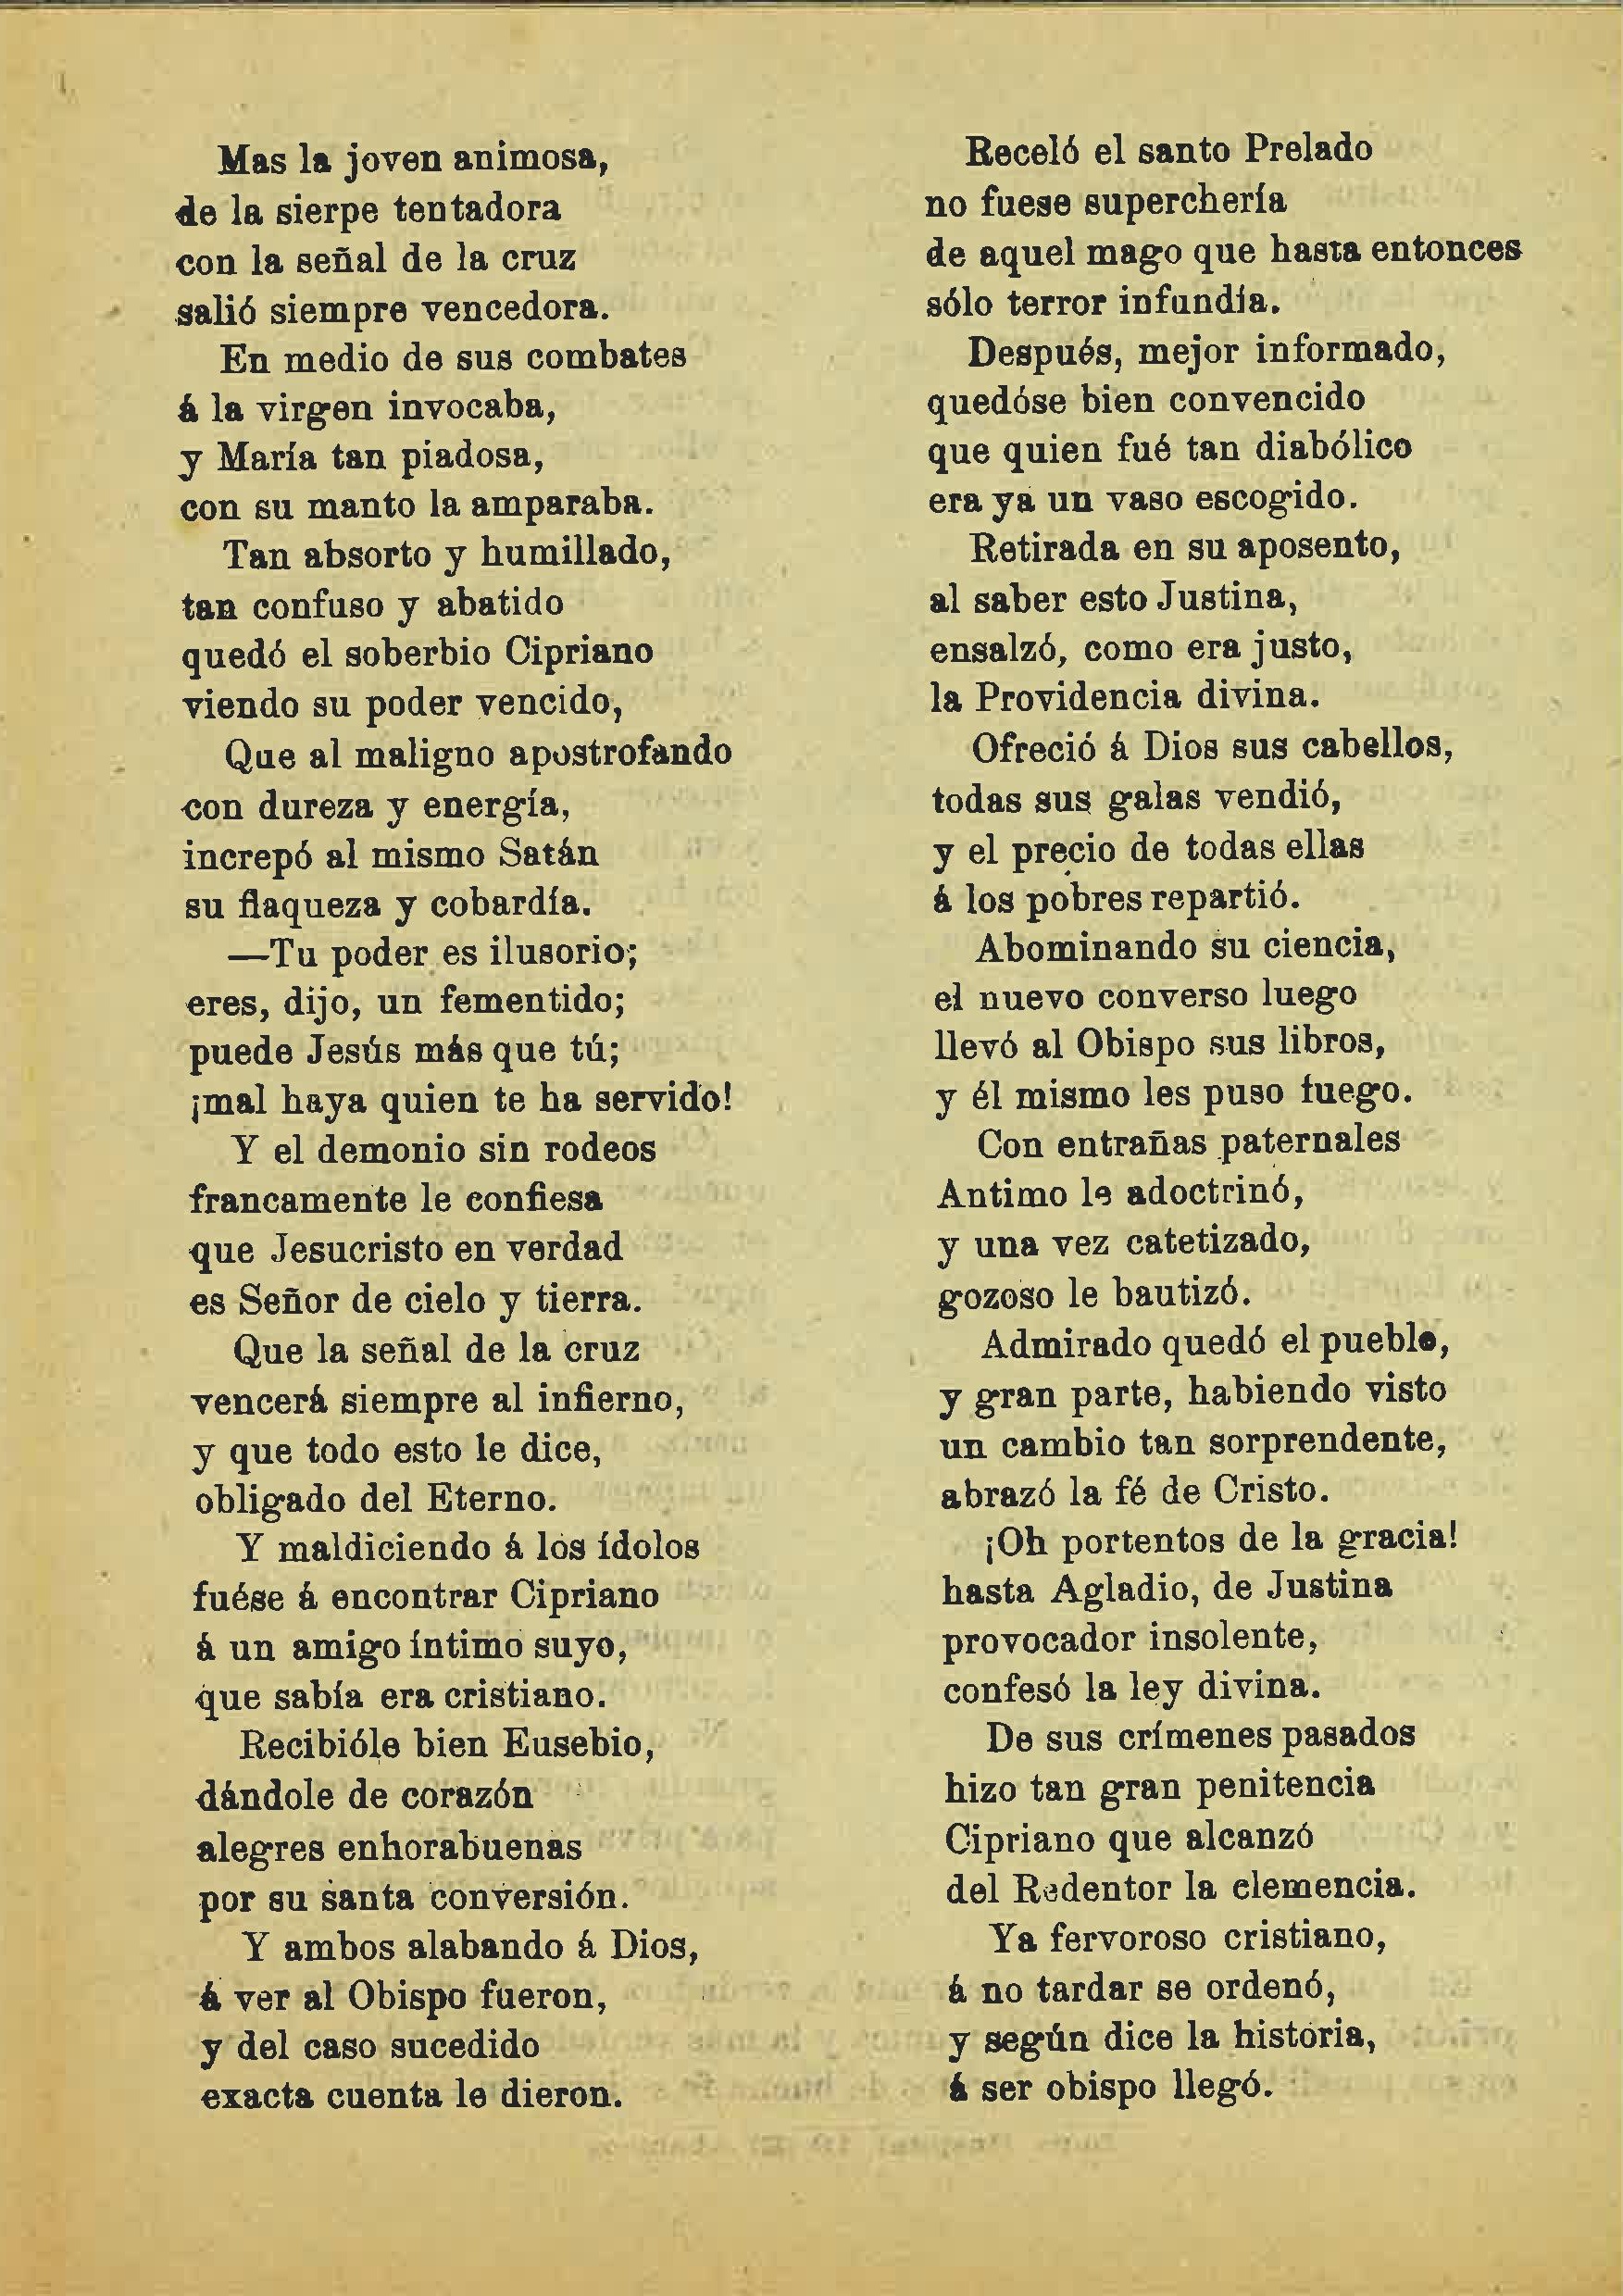 Mas la joven animosa,
de la sierpe tentadora
con la señal de la cruz
salió siempre vencedora.
En medio de sus combates
á la virgen invocaba,
y María tan piadosa,
con su manto la amparaba.
Tan absorto y humillado,
tan confuso y abatido
quedó el soberbio Cipriano
viendo su poder vencido,
Que al maligno apostrofando
con dureza y energía,
increpó al mismo Satán
su flaqueza y cobardía.
—Tu poder es ilusorio;
eres, dijo, un fementido;
puede Jesús más que tú;
¡mal haya quien te ha servido!
Y el demonio sin rodeos
francamente le confiesa
que Jesucristo en verdad
es Señor de cielo y tierra.
Que la señal de la cruz
vencerá siempre al infierno,
y que todo esto le dice,
obligado del Eterno.
Y maldiciendo á los ídolos
fuése á encontrar Cipriano
á un amigo íntimo suyo,
que sabía era cristiano.
Recibióle bien Eusebio,
dándole de corazón
alegres enhorabuenas
por su santa conversión.
Y ambos alabando á Dios,
á ver al Obispo fueron,
y del caso sucedido
exacta cuenta le dieron.
Receló el santo Prelado
no fuese superchería
de aquel mago que hasta entonces
sólo terror infundía.
Después, mejor informado,
quedóse bien convencido
que quien fué tan diabólico
era ya un vaso escogido.
Retirada en su aposento,
al saber esto Justina,
ensalzó, como era justo,
la Providencia divina.
Ofreció á Dios sus cabellos,
todas sus galas vendió,
y el precio de todas ellas
á los pobres repartió.
Abominando su ciencia,
el nuevo converso luego
llevó al Obispo sus libros,
y él mismo les puso fuego.
Con entrañas paternales
Antimo le adoctrinó,
y una vez catetizado,
gozoso le bautizó.
Admirado quedó el pueblo,
y gran parte, habiendo visto
un cambio tan sorprendente,
abrazó la fé de Cristo.
¡Oh portentos de la gracia!
hasta Agladio, de Justina
provocador insolente,
confesó la ley divina.
De sus crímenes pasados
hizo tan gran penitencia
Cipriano que alcanzó
del Redentor la clemencia.
Ya fervoroso cristiano,
á no tardar se ordenó,
y según dice la historia,
á ser obispo llegó.